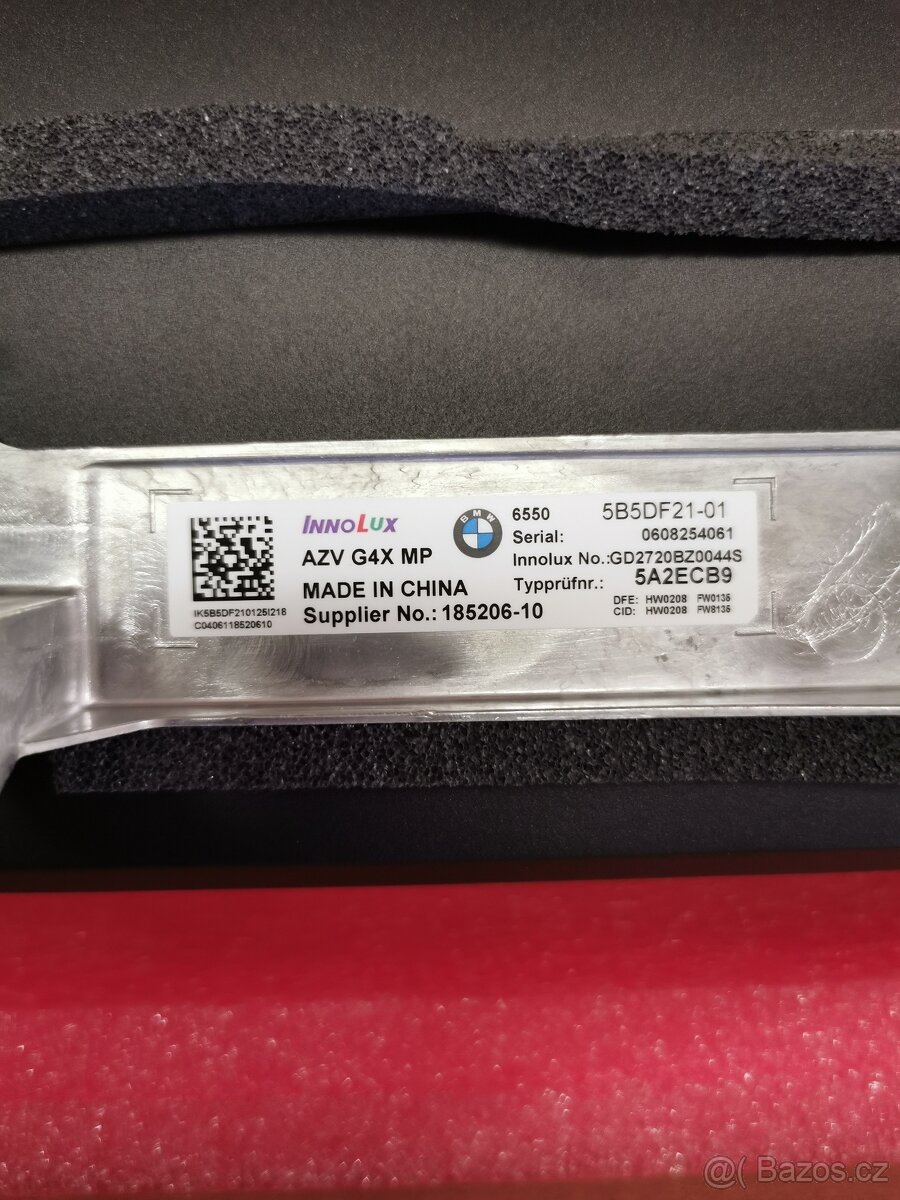 INNOLUX
AZV G4X MP
MADE IN CHINA
Supplier No.: 185206-10
IK5B5DF210125I218
C0406118520610
BMW
6550 5B5DF21-01
Serial: 0608254061
Innolux No.:GD2720BZ0044S
Typprüfnr.: 5A2ECB9
DFE: HW0208 FW0135
CID: HW0208 FW8135
@( Bazos.cz